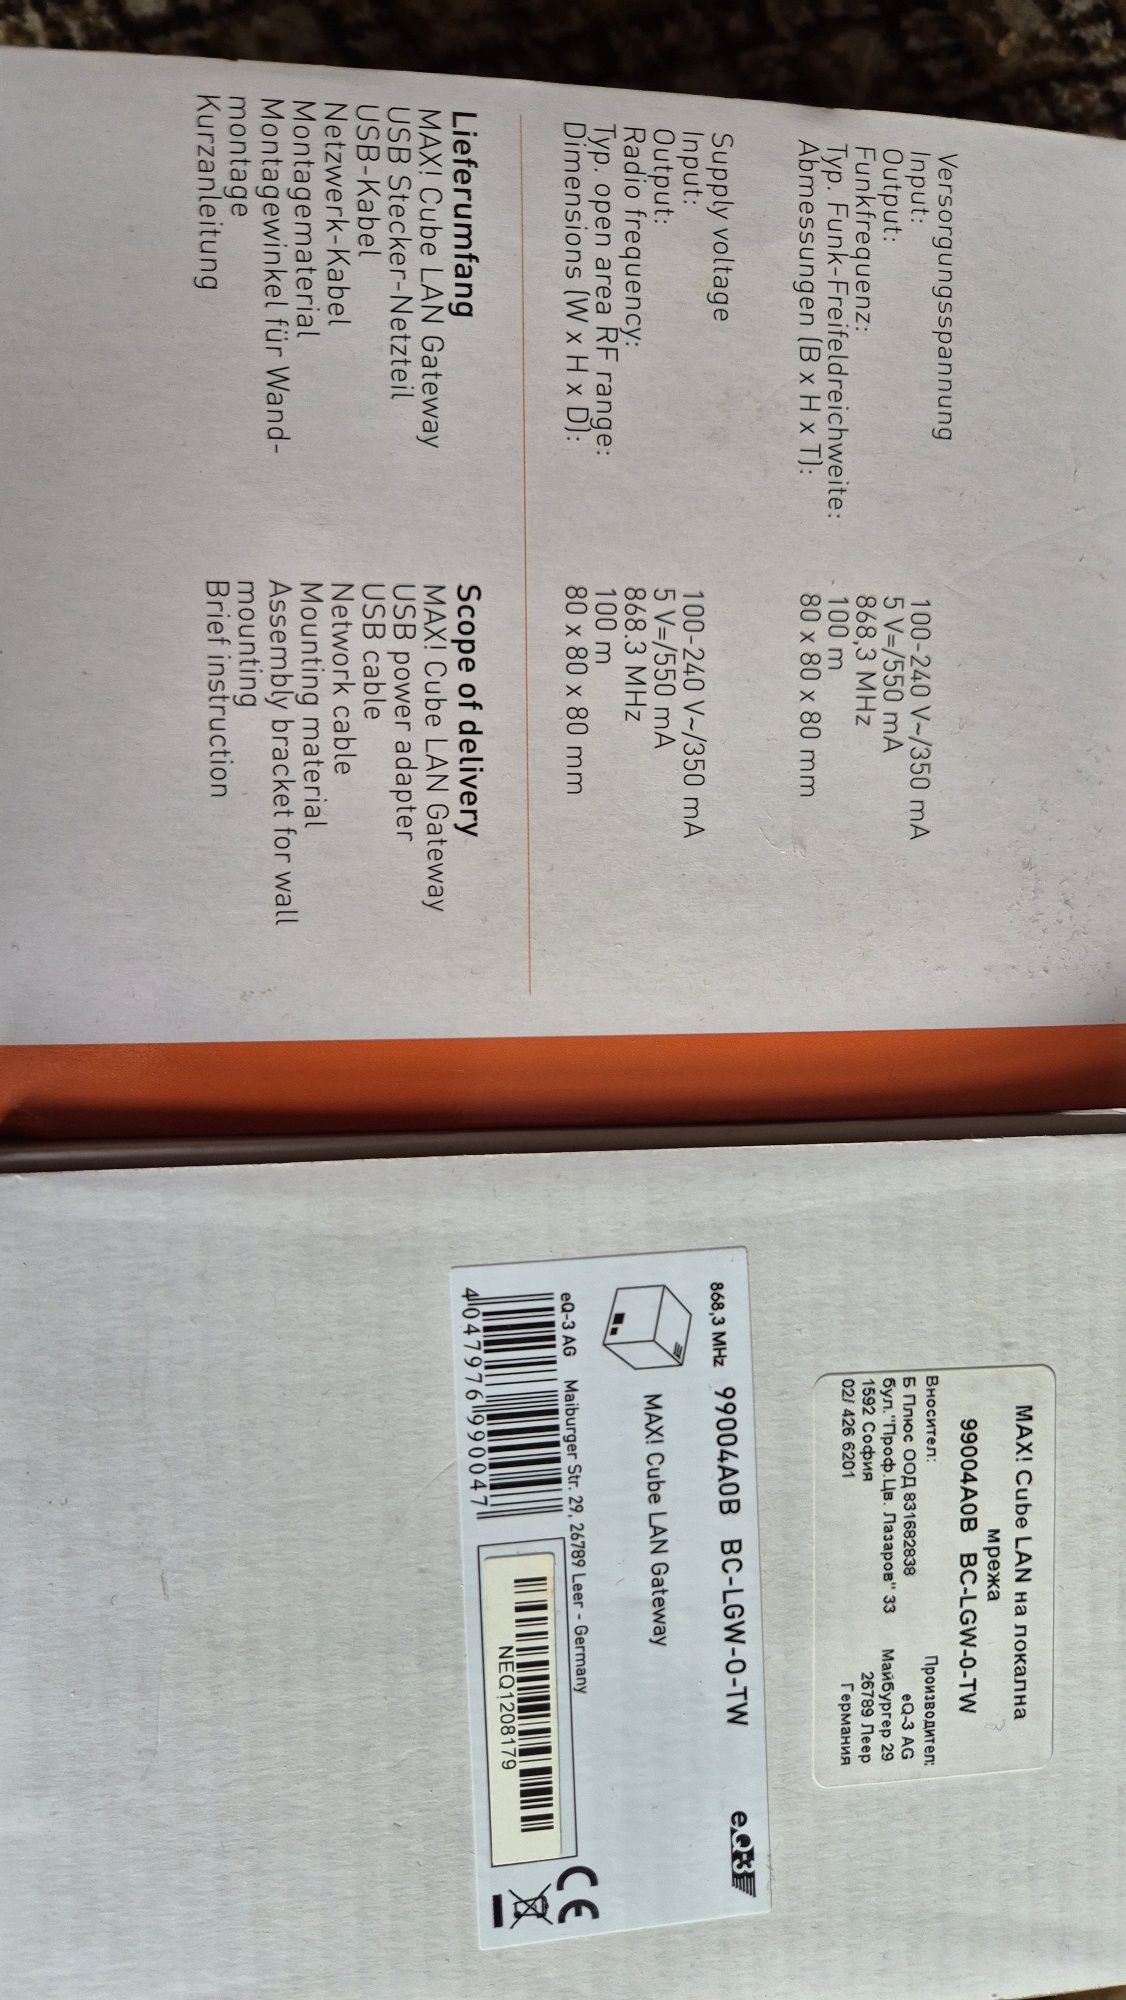 Versorgungsspannung
Input: 100-240 V~/350 mA
Output: 5 V=/550 mA
Funkfrequenz: 868,3 MHz
Typ. Funk-Freifeldreichweite: 100 m
Abmessungen (B x H x T): 80 x 80 x 80 mm
Supply voltage
Input: 100-240 V~/350 mA
Output: 5 V=/550 mA
Radio frequency: 868.3 MHz
Typ. open area RF range: 100 m
Dimensions (W x H x D): 80 x 80 x 80 mm
Lieferumfang
MAX! Cube LAN Gateway
USB Stecker-Netzteil
USB-Kabel
Netzwerk-Kabel
Montagematerial
Montagewinkel für Wand-
montage
Kurzanleitung
Scope of delivery
MAX! Cube LAN Gateway
USB power adapter
USB cable
Network cable
Mounting material
Assembly bracket for wall
mounting
Brief instruction
MAX! Cube LAN на локална
мрежа
99004A0B BC-LGW-O-TW
Вносител:
Б Плюс ООД 831682838
бул."Проф.Цв. Лазаров" 33
1592 София
02/ 426 6201
Производител:
eQ-3 AG
Майбургер 29
26789 Леер
Германия
868,3 MHz 99004A0B BC-LGW-O-TW
eQ-3
MAX! Cube LAN Gateway
eQ-3 AG Maiburger Str. 29, 26789 Leer - Germany
4 047976 990047
NEQ1208179
CE